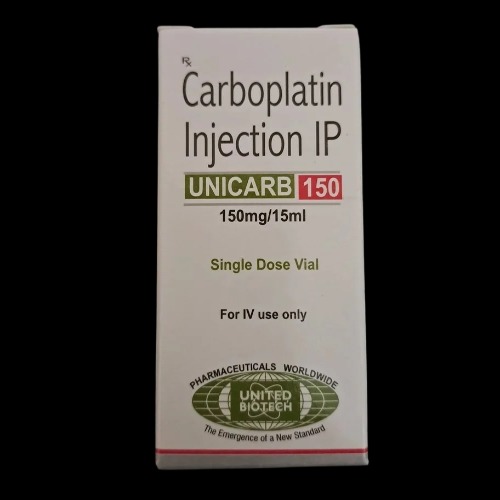 Rx
Carboplatin
Injection IP
UNICARB 150
150mg/15ml
Single Dose Vial
For IV use only
PHARMACEUTICALS WORLDWIDE
UNITED
BIOTECH
The Emergence of a New Standard